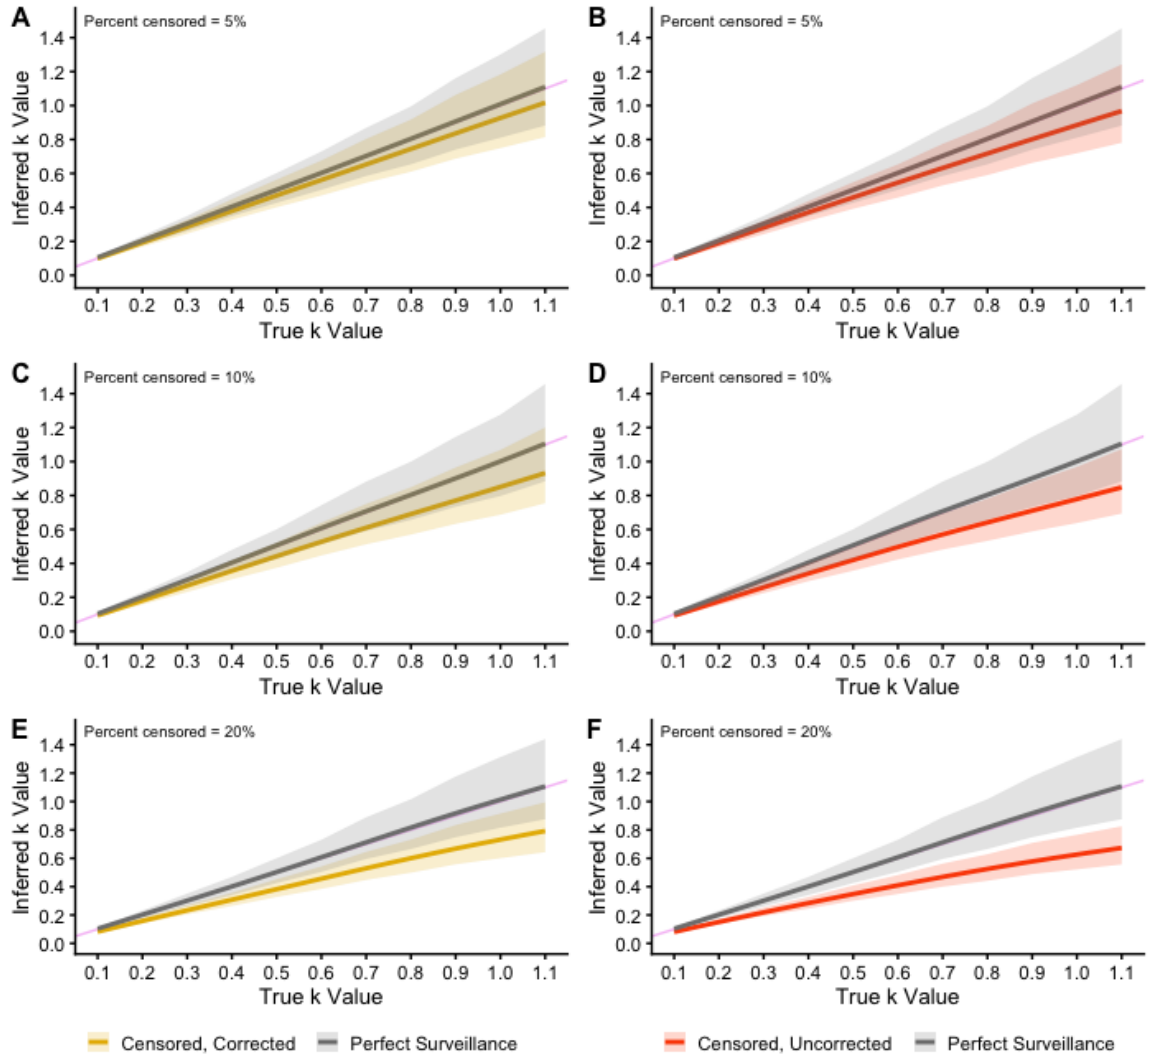 A
Percent censored = 5%
Inferred k Value
1.4
1.2
1.0
0.8
0.6
0.4
0.2
0.0
0.1 0.2 0.3 0.4 0.5 0.6 0.7 0.8 0.9 1.0 1.1
True k Value
B
Percent censored = 5%
Inferred k Value
1.4
1.2
1.0
0.8
0.6
0.4
0.2
0.0
0.1 0.2 0.3 0.4 0.5 0.6 0.7 0.8 0.9 1.0 1.1
True k Value
C
Percent censored = 10%
Inferred k Value
1.4
1.2
1.0
0.8
0.6
0.4
0.2
0.0
0.1 0.2 0.3 0.4 0.5 0.6 0.7 0.8 0.9 1.0 1.1
True k Value
D
Percent censored = 10%
Inferred k Value
1.4
1.2
1.0
0.8
0.6
0.4
0.2
0.0
0.1 0.2 0.3 0.4 0.5 0.6 0.7 0.8 0.9 1.0 1.1
True k Value
E
Percent censored = 20%
Inferred k Value
1.4
1.2
1.0
0.8
0.6
0.4
0.2
0.0
0.1 0.2 0.3 0.4 0.5 0.6 0.7 0.8 0.9 1.0 1.1
True k Value
F
Percent censored = 20%
Inferred k Value
1.4
1.2
1.0
0.8
0.6
0.4
0.2
0.0
0.1 0.2 0.3 0.4 0.5 0.6 0.7 0.8 0.9 1.0 1.1
True k Value
Censored, Corrected Perfect Surveillance
Censored, Uncorrected Perfect Surveillance